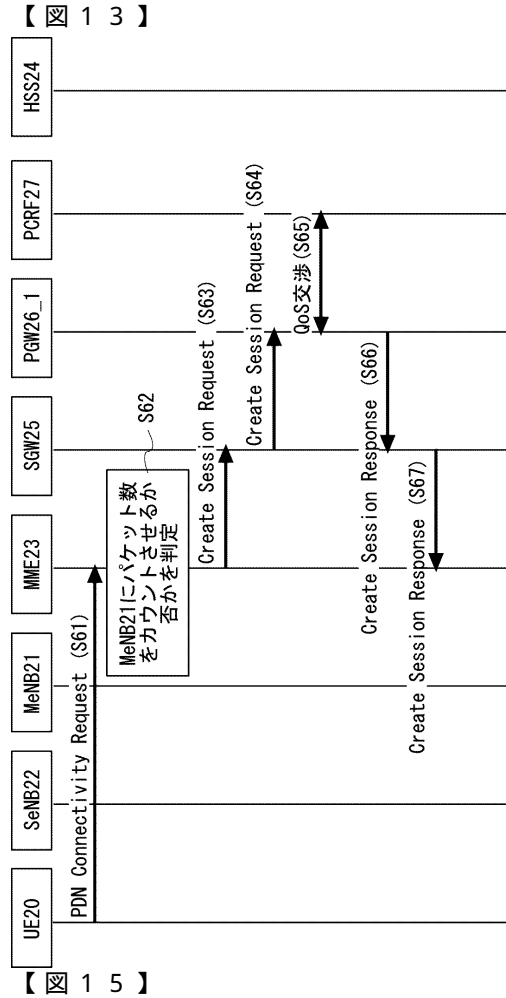 【図13】
UE20
SeNB22
MeNB21
MME23
SGW25
PGW26_1
PCRF27
HSS24
PDN Connectivity Request (S61)
MeNB21にパケット数
をカウントさせるか
否かを判定
S62
Create Session Request (S63)
Create Session Request (S64)
QoS交渉(S65)
Create Session Response (S66)
Create Session Response (S67)
【図15】